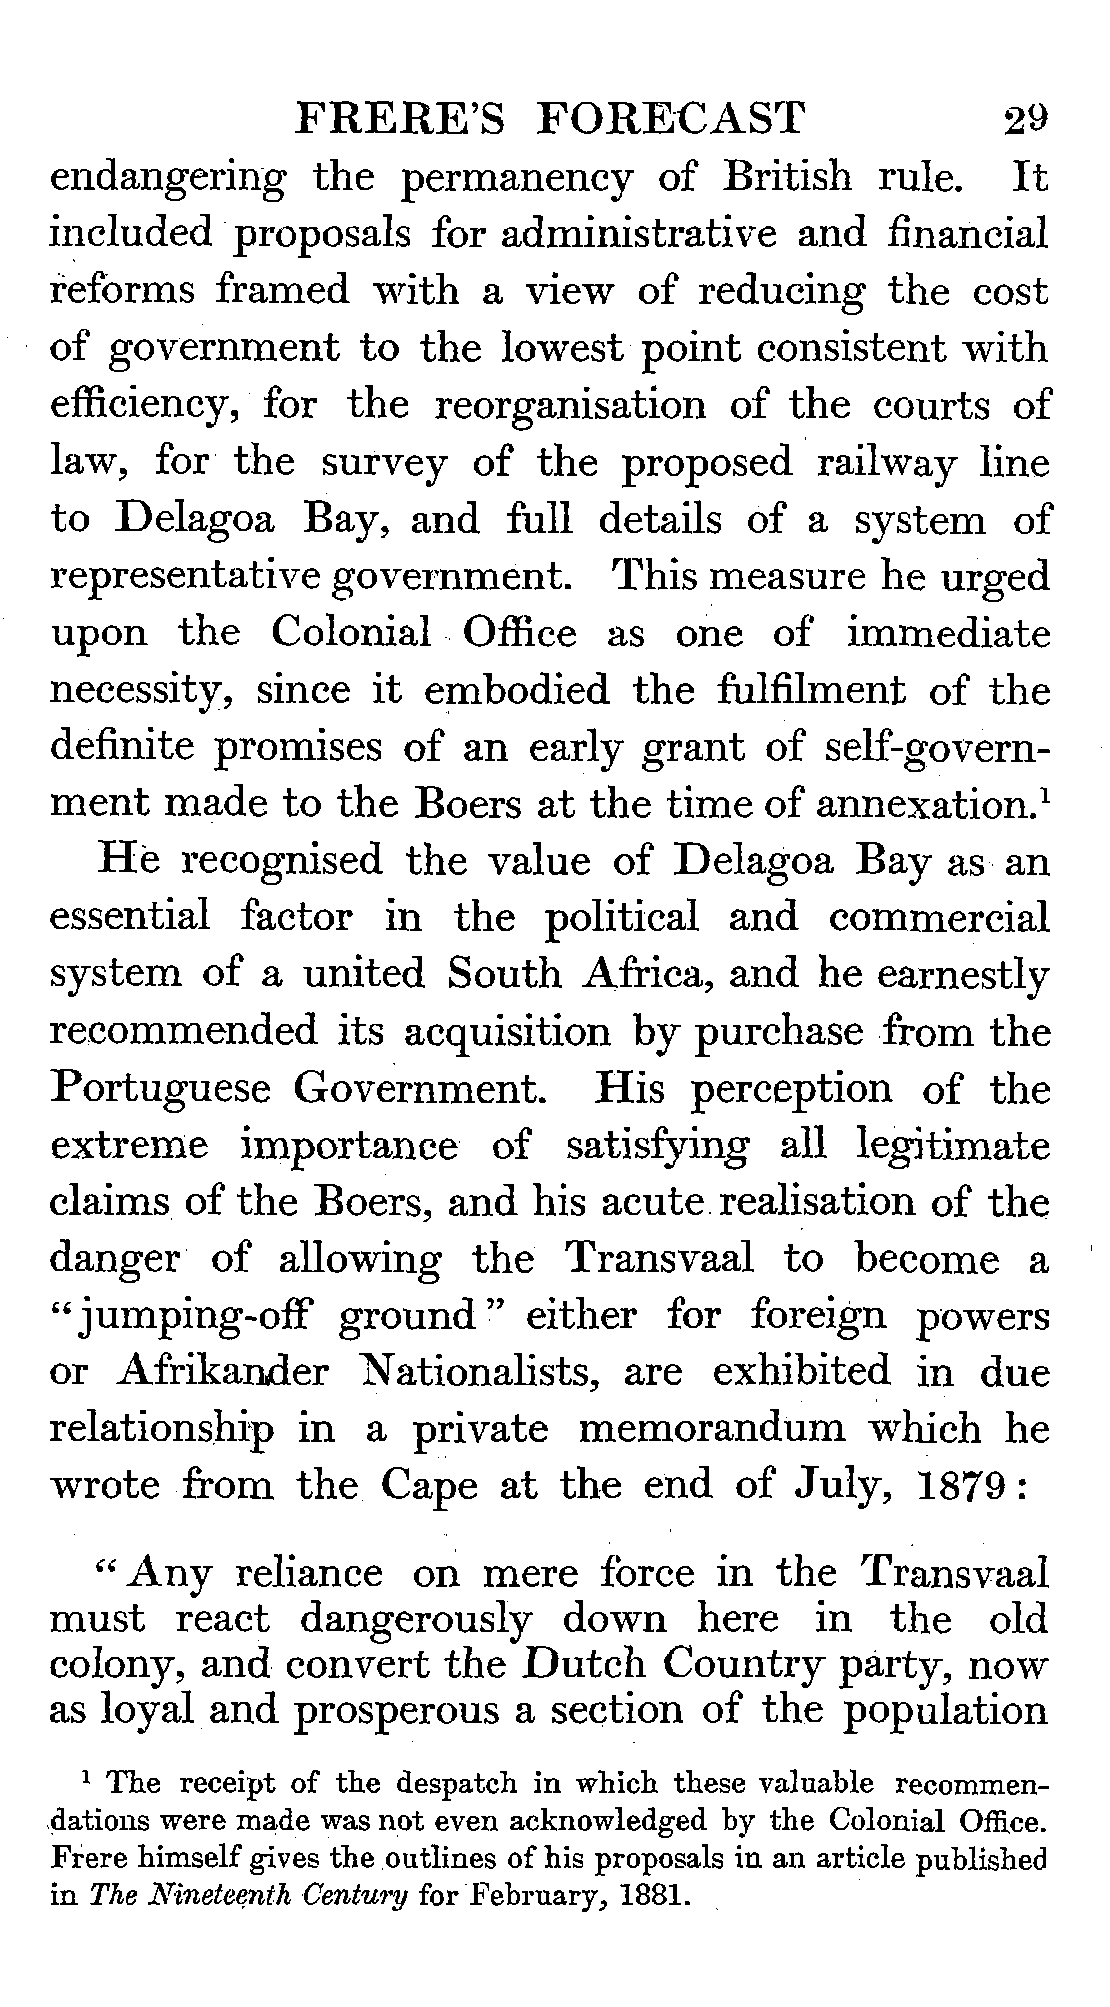 FRERE'S FORECAST 29
endangering the permanency of British rule. It
included proposals for administrative and financial
reforms framed with a view of reducing the cost
of government to the lowest point consistent with
efficiency, for the reorganisation of the courts of
law, for the survey of the proposed railway line
to Delagoa Bay, and full details of a system of
representative government. This measure he urged
upon the Colonial Office as one of immediate
necessity, since it embodied the fulfilment of the
definite promises of an early grant of self-govern-
ment made to the Boers at the time of annexation.¹
He recognised the value of Delagoa Bay as an
essential factor in the political and commercial
system of a united South Africa, and he earnestly
recommended its acquisition by purchase from the
Portuguese Government. His perception of the
extreme importance of satisfying all legitimate
claims of the Boers, and his acute realisation of the
danger of allowing the Transvaal to become a
“jumping-off ground” either for foreign powers
or Afrikander Nationalists, are exhibited in due
relationship in a private memorandum which he
wrote from the Cape at the end of July, 1879:
“Any reliance on mere force in the Transvaal
must react dangerously down here in the old
colony, and convert the Dutch Country party, now
as loyal and prosperous a section of the population
¹ The receipt of the despatch in which these valuable recommen-
dations were made was not even acknowledged by the Colonial Office.
Frere himself gives the outlines of his proposals in an article published
in The Nineteenth Century for February, 1881.